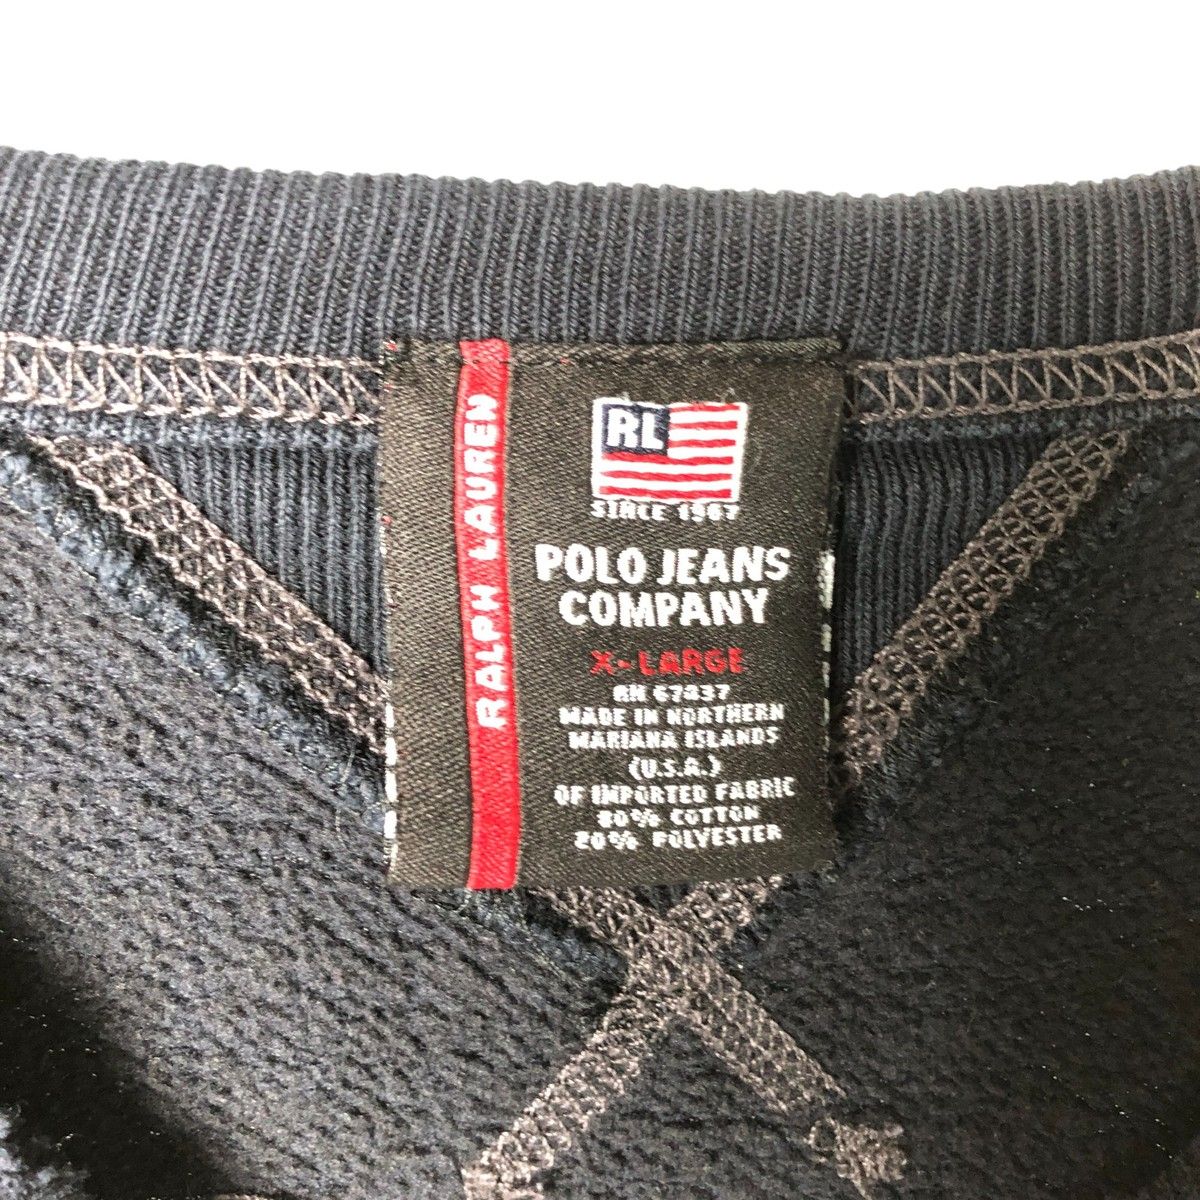 RALPH LAUREN
RL
SINCE 1967
POLO JEANS
COMPANY
X-LARGE
RN 67437
MADE IN NORTHERN
MARIANA ISLANDS
(U.S.A.)
OF IMPORTED FABRIC
80% COTTON
20% POLYESTER